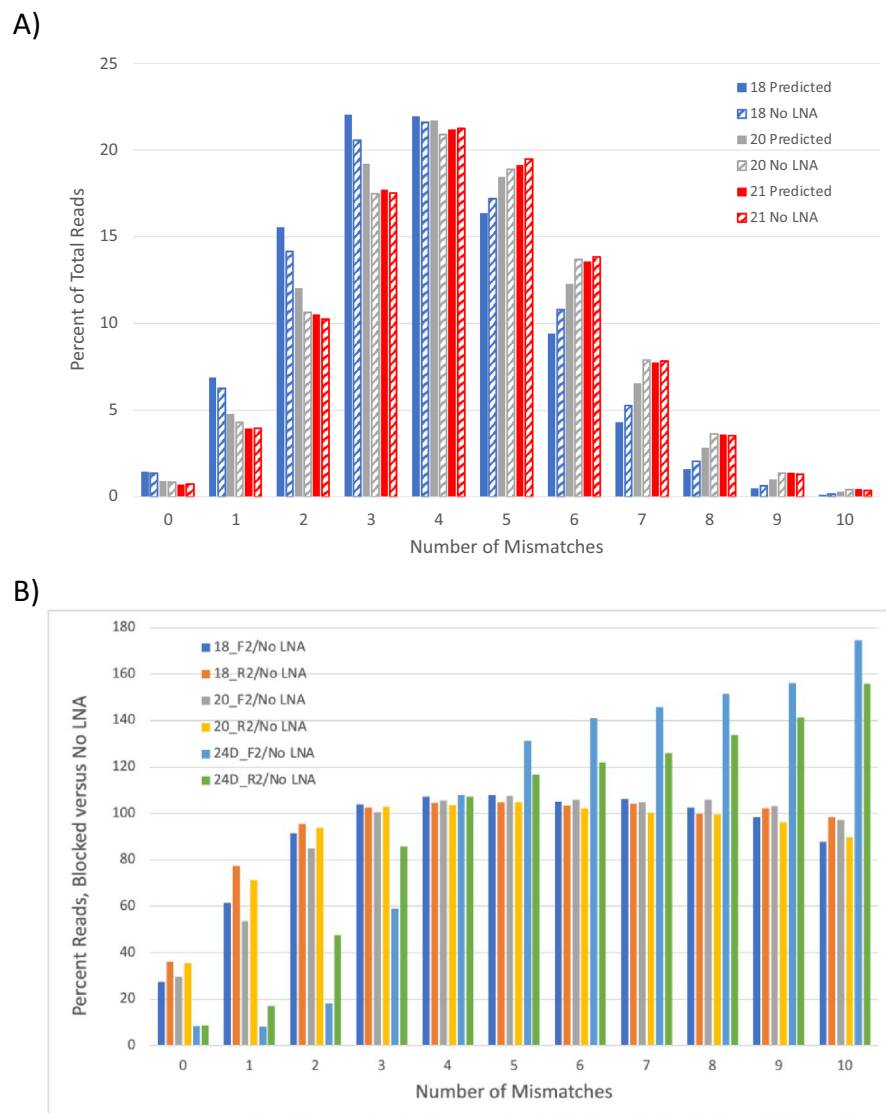 A)
25
20
15
10
5
0
Percent of Total Reads
18 Predicted
18 No LNA
20 Predicted
20 No LNA
21 Predicted
21 No LNA
0 1 2 3 4 5 6 7 8 9 10
Number of Mismatches
B)
180
160
140
120
100
80
60
40
20
0
Percent Reads, Blocked versus No LNA
18_F2/No LNA
18_R2/No LNA
20_F2/No LNA
20_R2/No LNA
24D_F2/No LNA
24D_R2/No LNA
0 1 2 3 4 5 6 7 8 9 10
Number of Mismatches